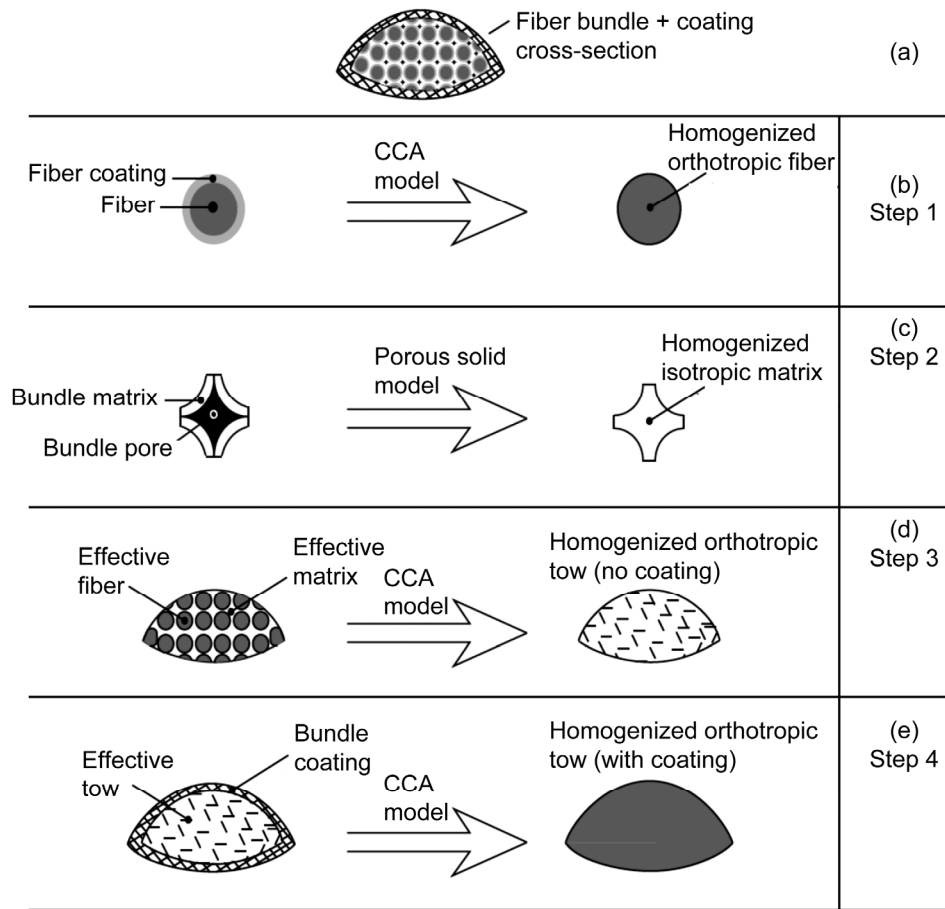 Fiber bundle + coating
cross-section
(a)
Fiber coating
Fiber
CCA
model
Homogenized
orthotropic fiber
(b)
Step 1
Bundle matrix
Bundle pore
Porous solid
model
Homogenized
isotropic matrix
(c)
Step 2
Effective
fiber
Effective
matrix
CCA
model
Homogenized orthotropic
tow (no coating)
(d)
Step 3
Effective
tow
Bundle
coating
CCA
model
Homogenized orthotropic
tow (with coating)
(e)
Step 4